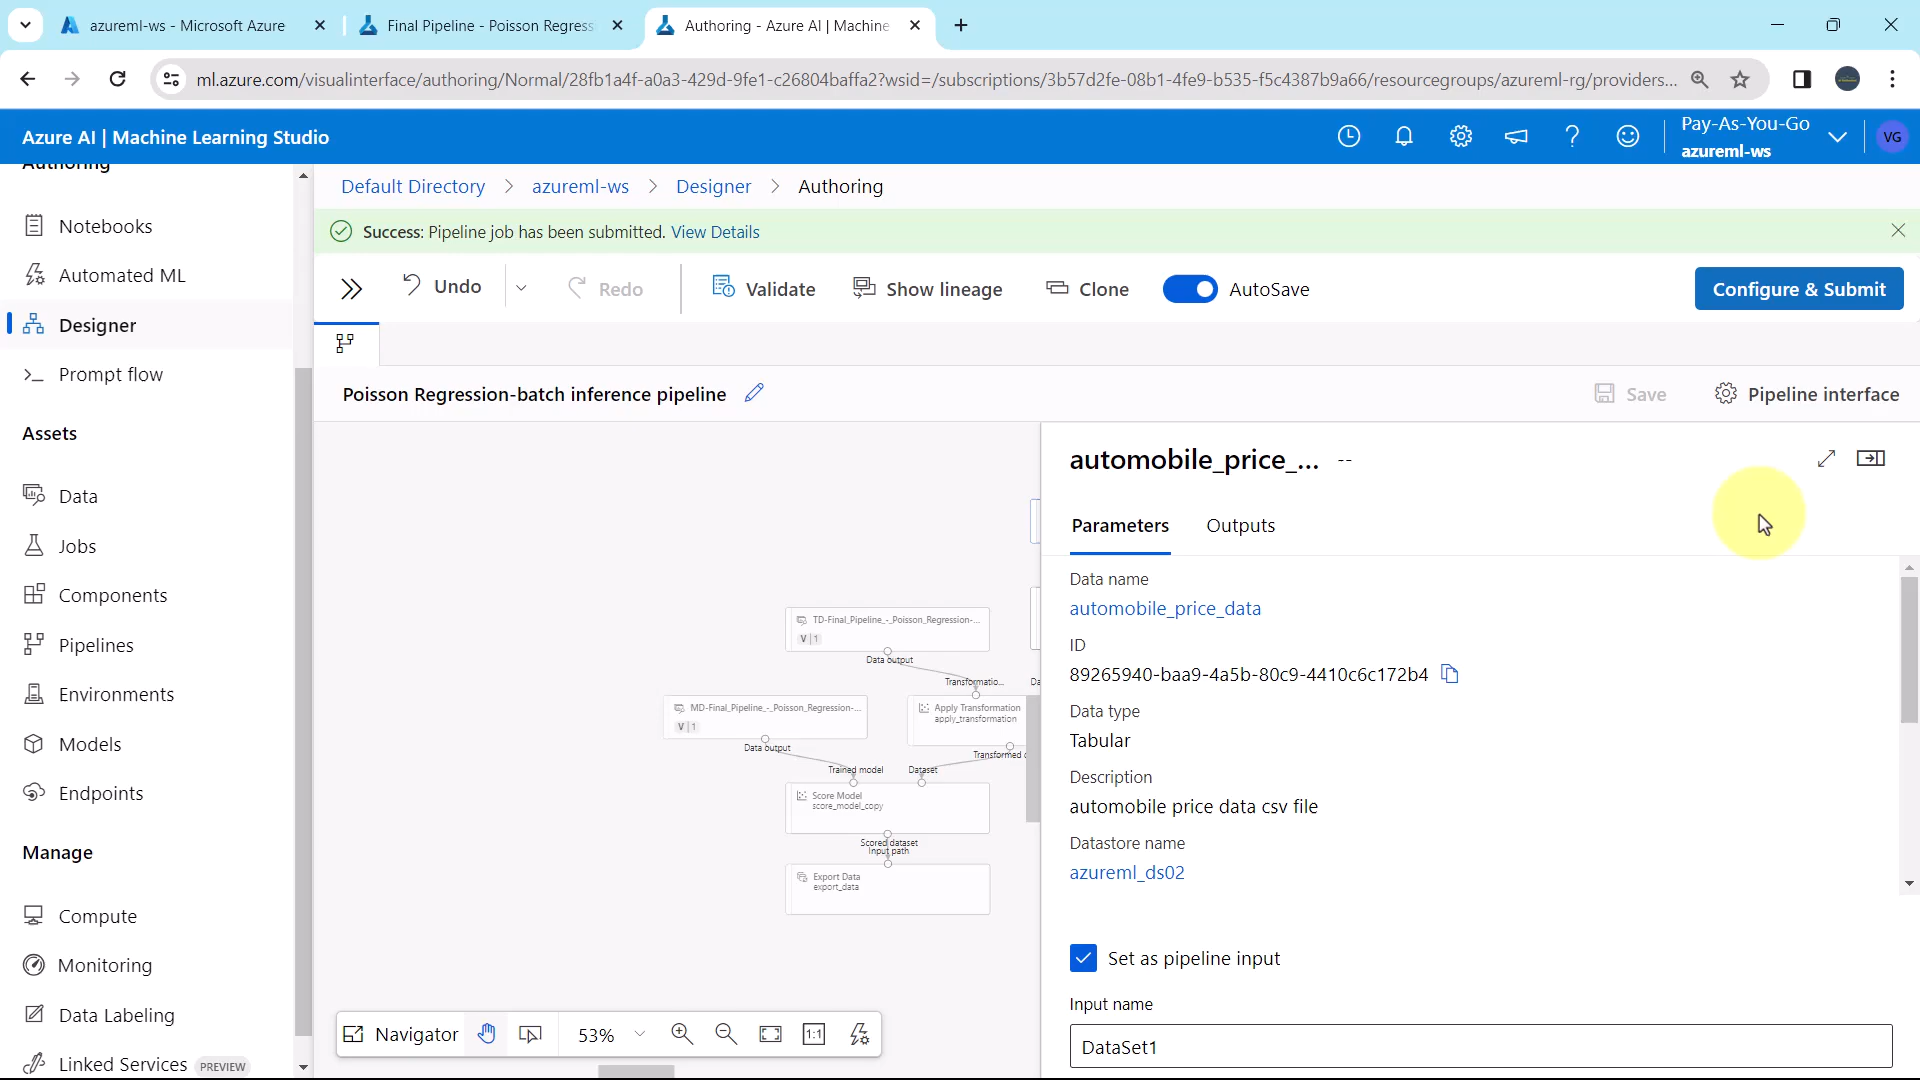 azureml-ws - Microsoft Azure
Final Pipeline - Poisson Regress
Authoring - Azure AI | Machine
ml.azure.com/visualinterface/authoring/Normal/28fb1a4f-a0a3-429d-9fe1-c26804baffa2?wsid=/subscriptions/3b57d2fe-08b1-4fe9-b535-f5c4387b9a66/resourcegroups/azureml-rg/providers...
Azure AI | Machine Learning Studio
Pay-As-You-Go
azureml-ws
VG
Authoring
Notebooks
Automated ML
Designer
Prompt flow
Assets
Data
Jobs
Components
Pipelines
Environments
Models
Endpoints
Manage
Compute
Monitoring
Data Labeling
Linked Services PREVIEW
Default Directory > azureml-ws > Designer > Authoring
Success: Pipeline job has been submitted. View Details
Undo
Redo
Validate
Show lineage
Clone
AutoSave
Configure & Submit
Poisson Regression-batch inference pipeline
Save
Pipeline interface
TD-Final_Pipeline_-_Poisson_Regression-...
V | 1
Data output
Transformatio...
Da
MD-Final_Pipeline_-_Poisson_Regression-...
V | 1
Data output
Apply Transformation
apply_transformation
Transformed d
Trained model
Dataset
Score Model
score_model_copy
Scored dataset
Input path
Export Data
export_data
Navigator
53%
1:1
automobile_price_... --
Parameters
Outputs
Data name
automobile_price_data
ID
89265940-baa9-4a5b-80c9-4410c6c172b4
Data type
Tabular
Description
automobile price data csv file
Datastore name
azureml_ds02
Set as pipeline input
Input name
DataSet1